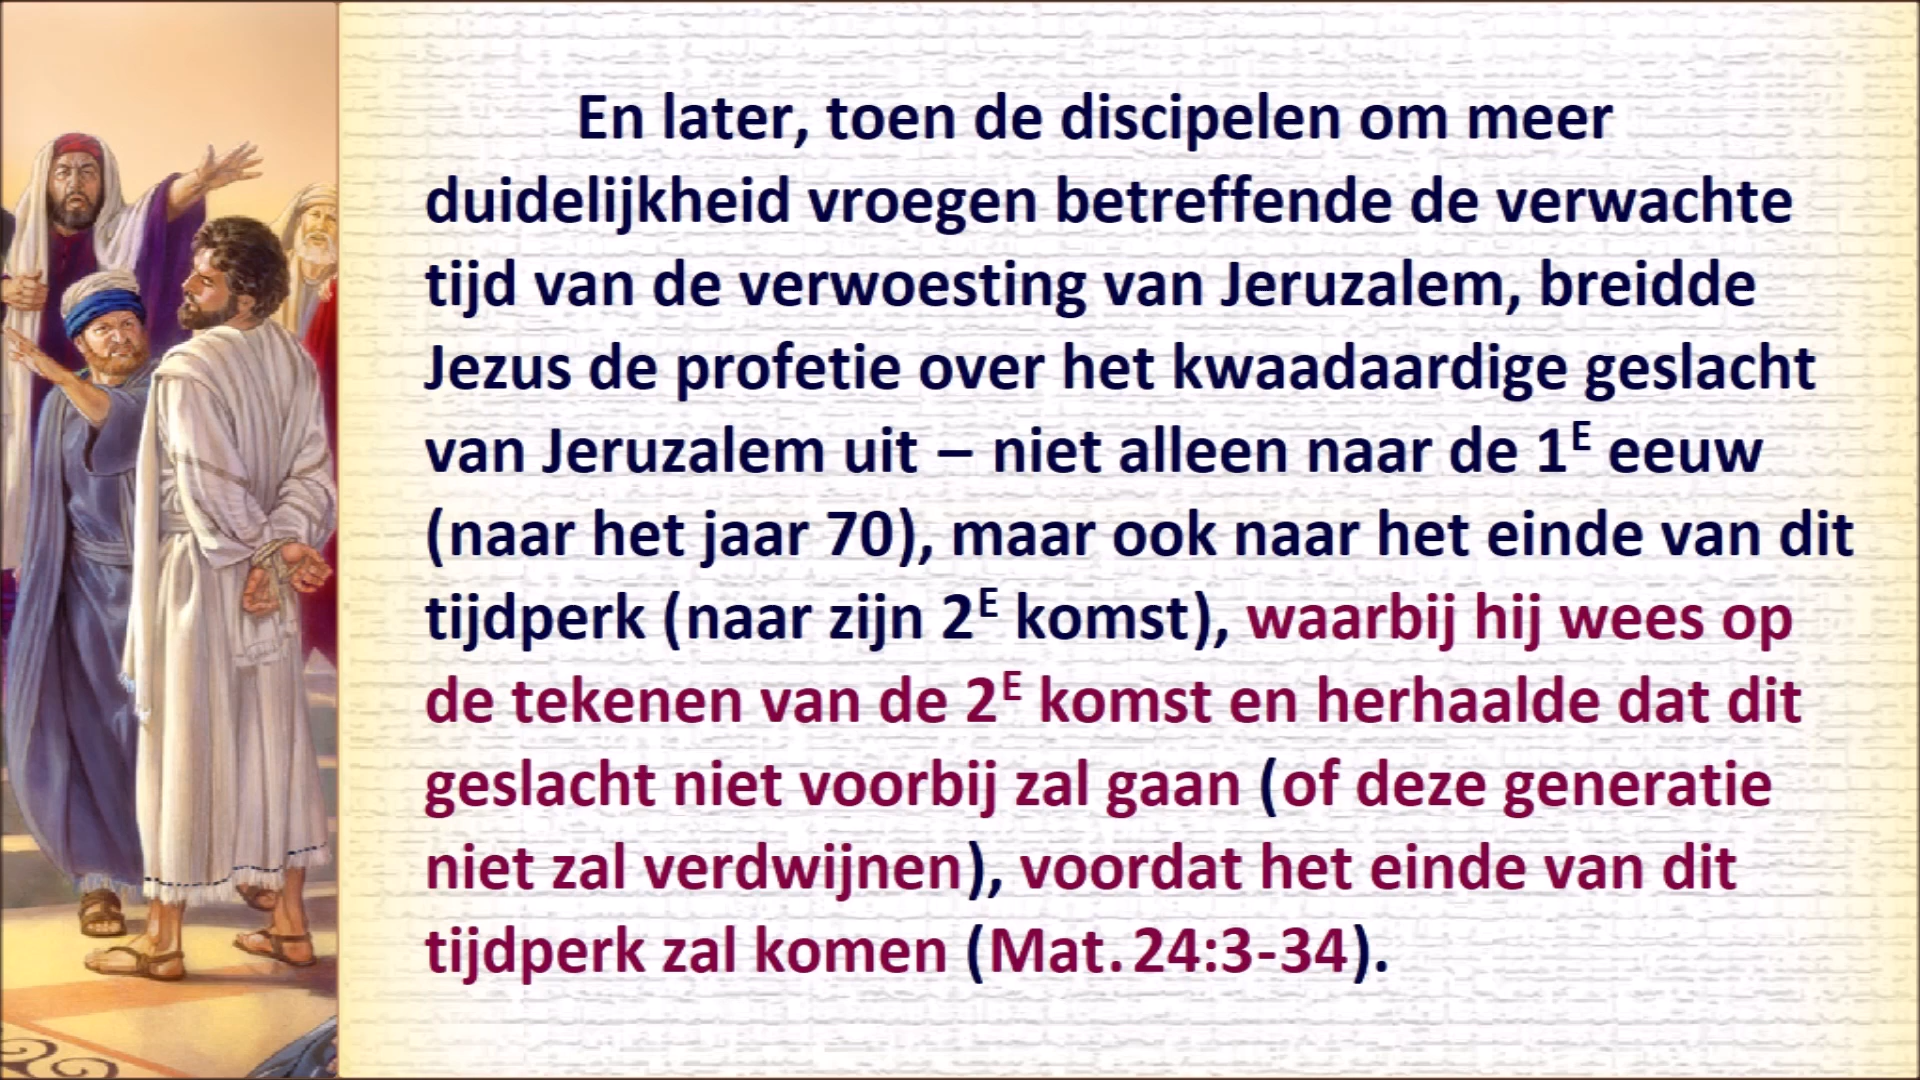 En later, toen de discipelen om meer
duidelijkheid vroegen betreffende de verwachte
tijd van de verwoesting van Jeruzalem, breidde
Jezus de profetie over het kwaadaardige geslacht
van Jeruzalem uit – niet alleen naar de 1ᴱ eeuw
(naar het jaar 70), maar ook naar het einde van dit
tijdperk (naar zijn 2ᴱ komst), waarbij hij wees op
de tekenen van de 2ᴱ komst en herhaalde dat dit
geslacht niet voorbij zal gaan (of deze generatie
niet zal verdwijnen), voordat het einde van dit
tijdperk zal komen (Mat. 24:3-34).